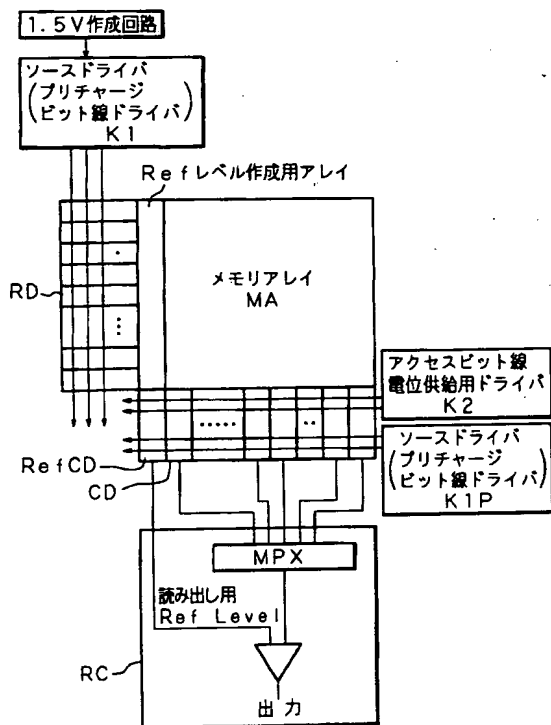 1.5V作成回路
ソースドライバ
(プリチャージ
ビット線ドライバ)
K1
Refレベル作成用アレイ
メモリアレイ
MA
RD
アクセスビット線
電位供給用ドライバ
K2
ソースドライバ
(プリチャージ
ビット線ドライバ)
K1P
RefCD
CD
MPX
読み出し用
Ref Level
RC
出力